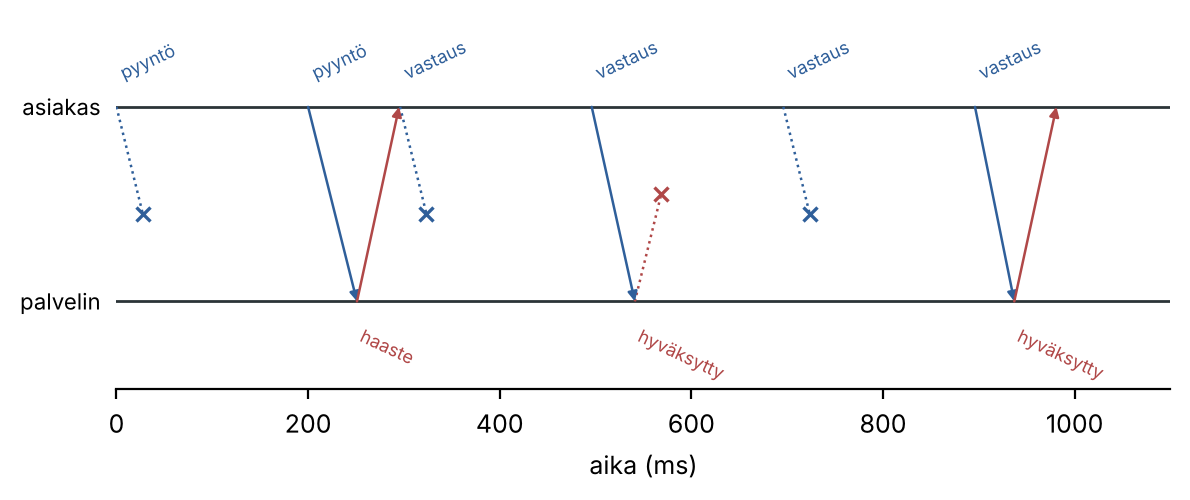 pyyntö
pyyntö
vastaus
vastaus
vastaus
vastaus
asiakas
palvelin
haaste
hyväksytty
hyväksytty
0 200 400 600 800 1000
aika (ms)